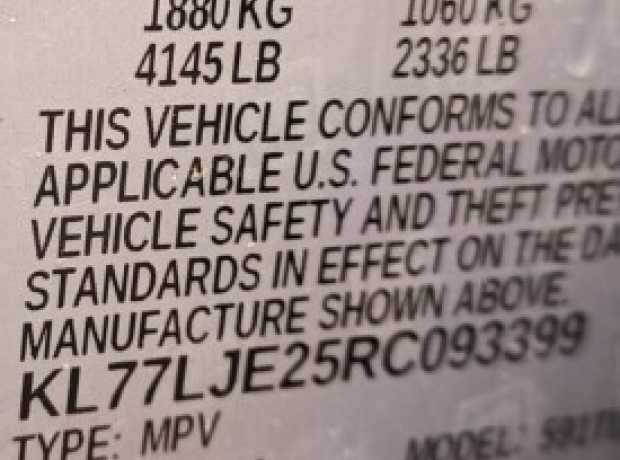 1880 KG 1060 KG
4145 LB 2336 LB
THIS VEHICLE CONFORMS TO AL
APPLICABLE U.S. FEDERAL MOTO
VEHICLE SAFETY AND THEFT PRE
STANDARDS IN EFFECT ON THE DA
MANUFACTURE SHOWN ABOVE.
KL77LJE25RC093399
TYPE: MPV MODEL: